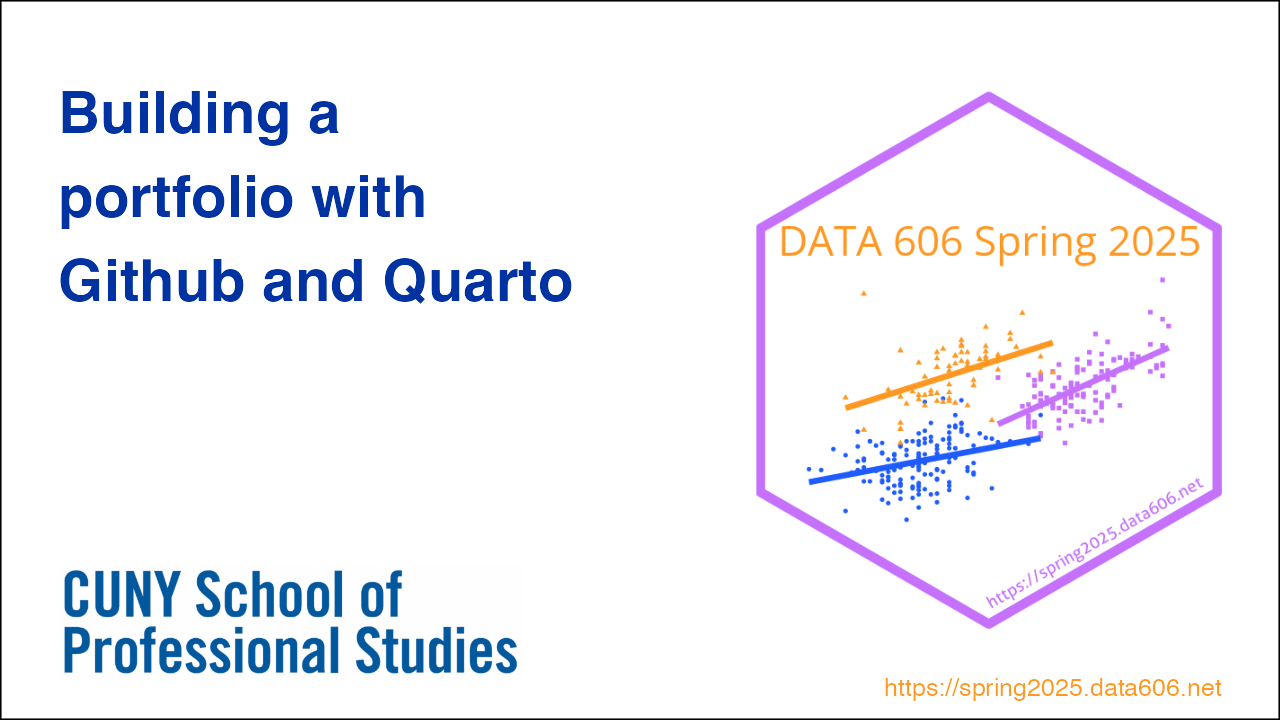 Building a
portfolio with
Github and Quarto
DATA 606 Spring 2025
https://spring2025.data606.net
CUNY School of
Professional Studies
https://spring2025.data606.net